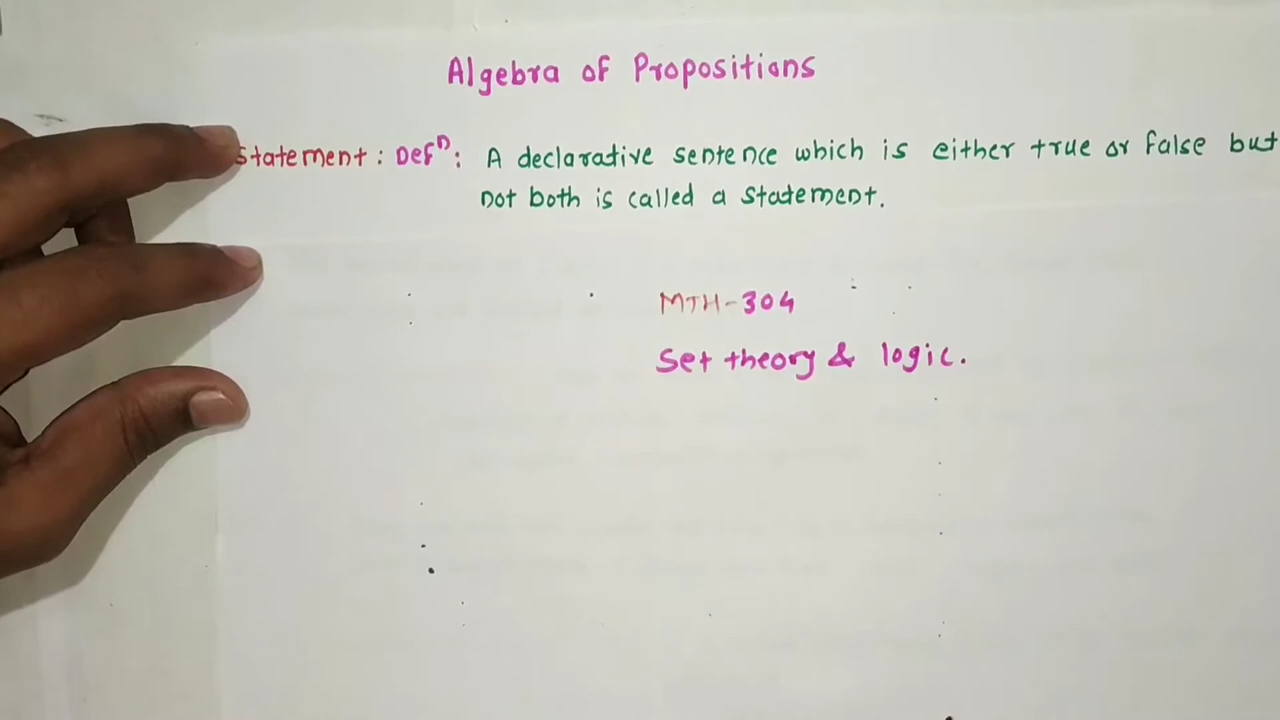 Algebra of Propositions
Statement: Defⁿ: A declarative sentence which is either true or false but
not both is called a statement.
MTH-304
Set theory & logic.